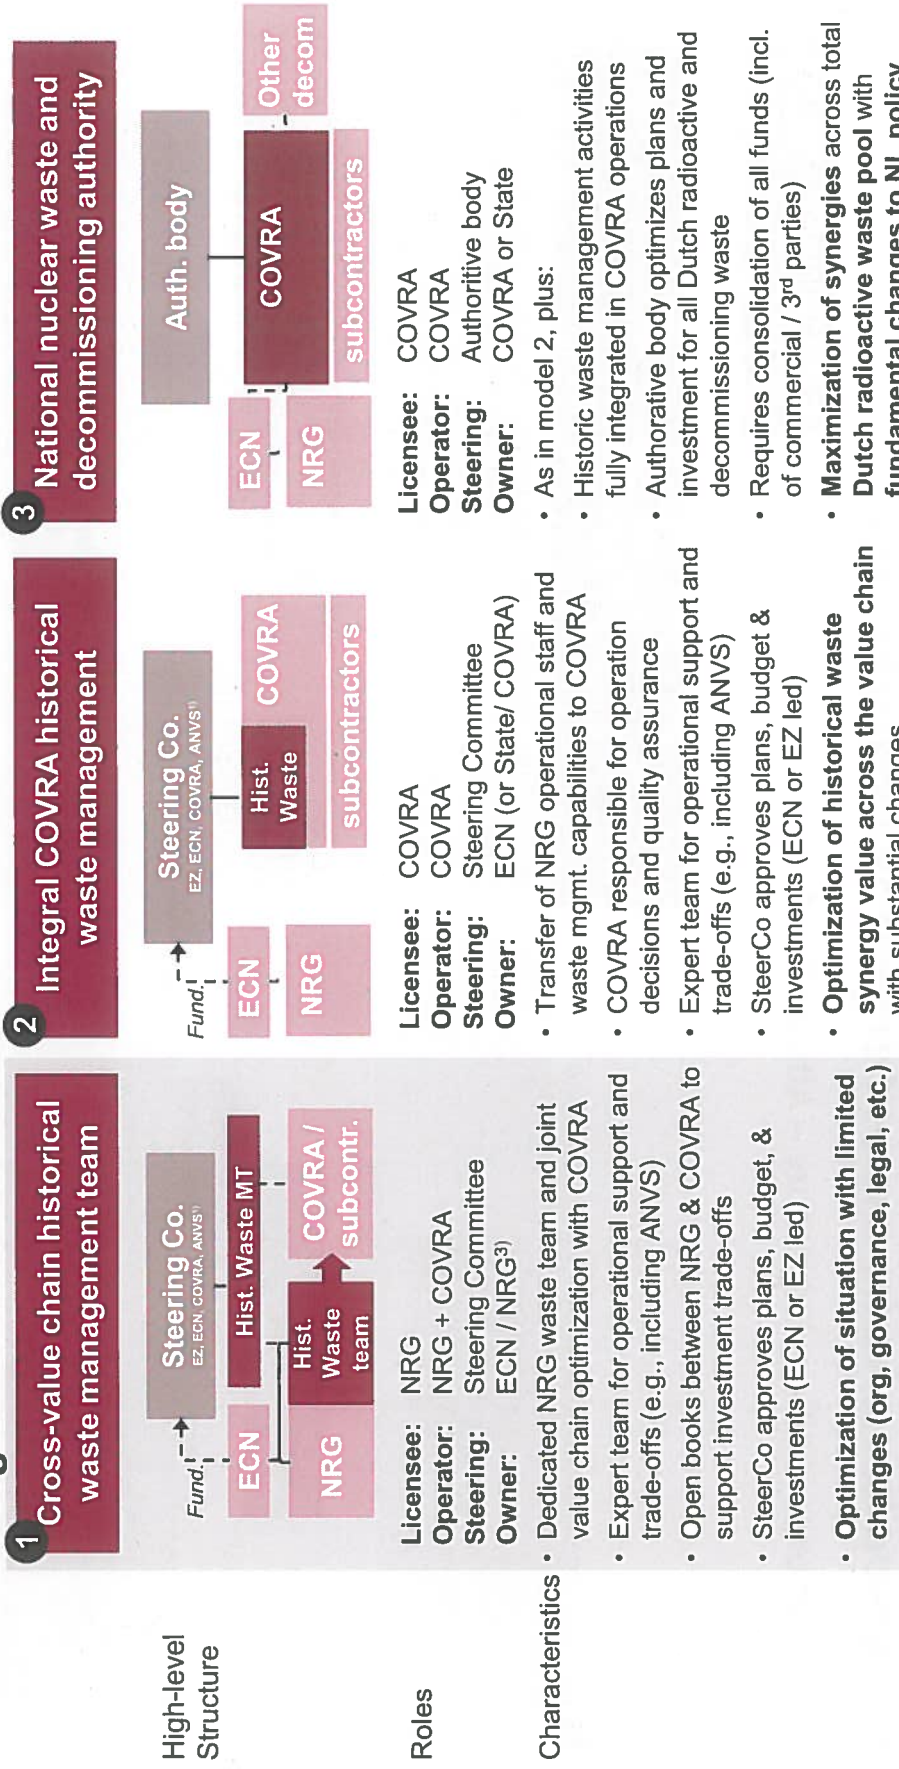 High-level
Structure
Roles
Characteristics
1
Cross-value chain historical
waste management team
Steering Co.
EZ, ECN, COVRA, ANVS¹⁾
Fund.
ECN
Hist. Waste MT
NRG
Hist.
Waste
team
COVRA /
subcontr.
Licensee: NRG
Operator: NRG + COVRA
Steering: Steering Committee
Owner: ECN / NRG³⁾
• Dedicated NRG waste team and joint
value chain optimization with COVRA
• Expert team for operational support and
trade-offs (e.g., including ANVS)
• Open books between NRG & COVRA to
support investment trade-offs
• SteerCo approves plans, budget, &
investments (ECN or EZ led)
• Optimization of situation with limited
changes (org, governance, legal, etc.)
2
Integral COVRA historical
waste management
Steering Co.
EZ, ECN, COVRA, ANVS¹⁾
Fund.
ECN
NRG
Hist.
Waste
COVRA
subcontractors
Licensee: COVRA
Operator: COVRA
Steering: Steering Committee
Owner: ECN (or State/ COVRA)
• Transfer of NRG operational staff and
waste mgmt. capabilities to COVRA
• COVRA responsible for operation
decisions and quality assurance
• Expert team for operational support and
trade-offs (e.g., including ANVS)
• SteerCo approves plans, budget &
investments (ECN or EZ led)
• Optimization of historical waste
synergy value across the value chain
with substantial changes
3
National nuclear waste and
decommissioning authority
Auth. body
ECN
NRG
COVRA
Other
decom
subcontractors
Licensee: COVRA
Operator: COVRA
Steering: Authoritive body
Owner: COVRA or State
• As in model 2, plus:
• Historic waste management activities
fully integrated in COVRA operations
• Authorative body optimizes plans and
investment for all Dutch radioactive and
decommissioning waste
• Requires consolidation of all funds (incl.
of commercial / 3rd parties)
• Maximization of synergies across total
Dutch radioactive waste pool with
fundamental changes to NL policy